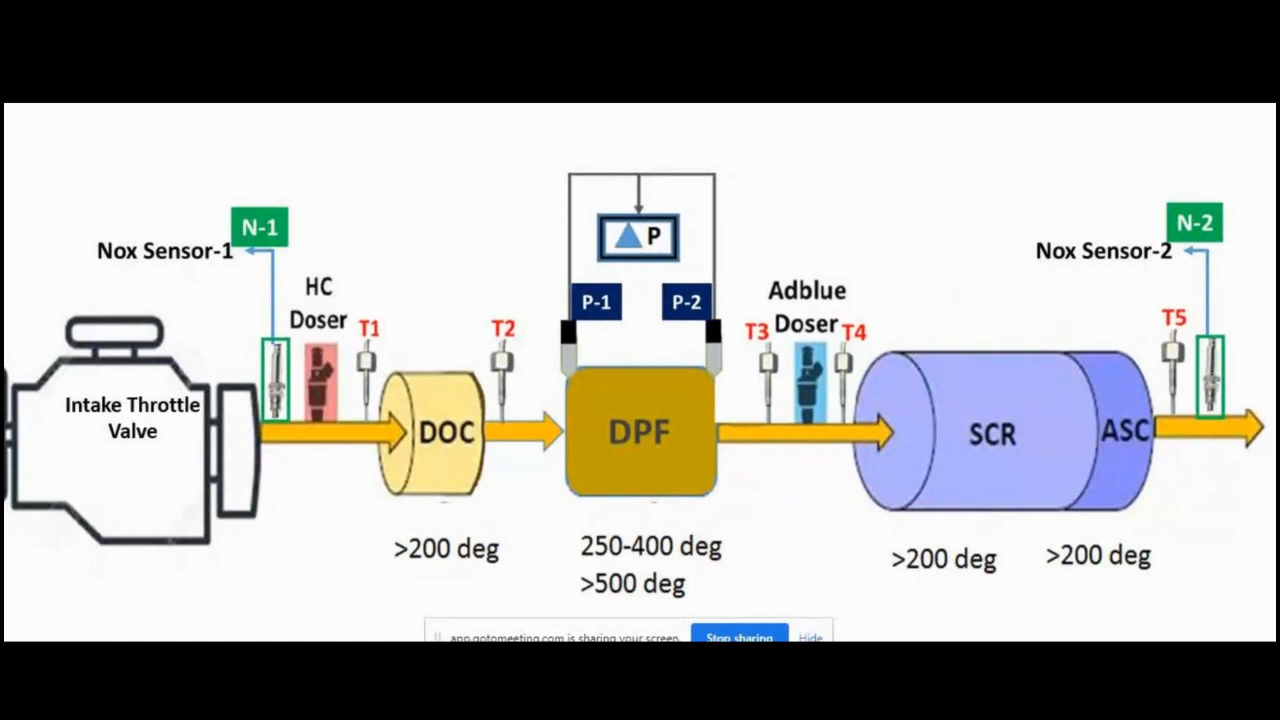 N-1
Nox Sensor-1
HC
Doser
T1
T2
P
P-1
P-2
Adblue
Doser
T3
T4
N-2
Nox Sensor-2
T5
Intake Throttle
Valve
DOC
DPF
SCR
ASC
>200 deg
250-400 deg
>500 deg
>200 deg
>200 deg
app.gotomeeting.com is sharing your screen.
Stop sharing
Hide